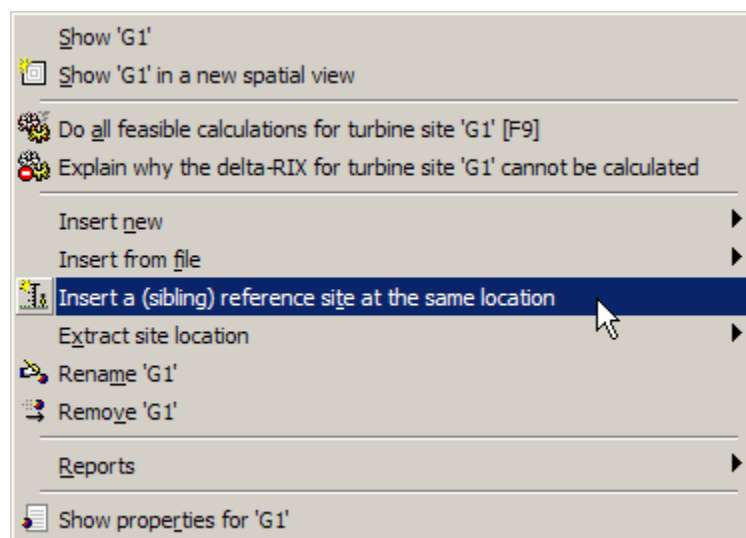 Show 'G1'
Show 'G1' in a new spatial view
Do all feasible calculations for turbine site 'G1' [F9]
Explain why the delta-RIX for turbine site 'G1' cannot be calculated
Insert new
Insert from file
Insert a (sibling) reference site at the same location
Extract site location
Rename 'G1'
Remove 'G1'
Reports
Show properties for 'G1'